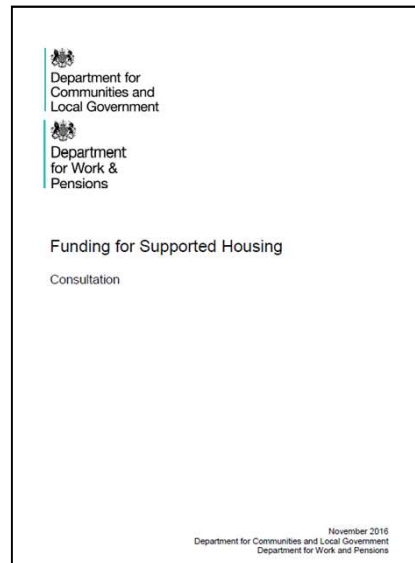 Department for
Communities and
Local Government
Department
for Work &
Pensions
Funding for Supported Housing
Consultation
November 2016
Department for Communities and Local Government
Department for Work and Pensions